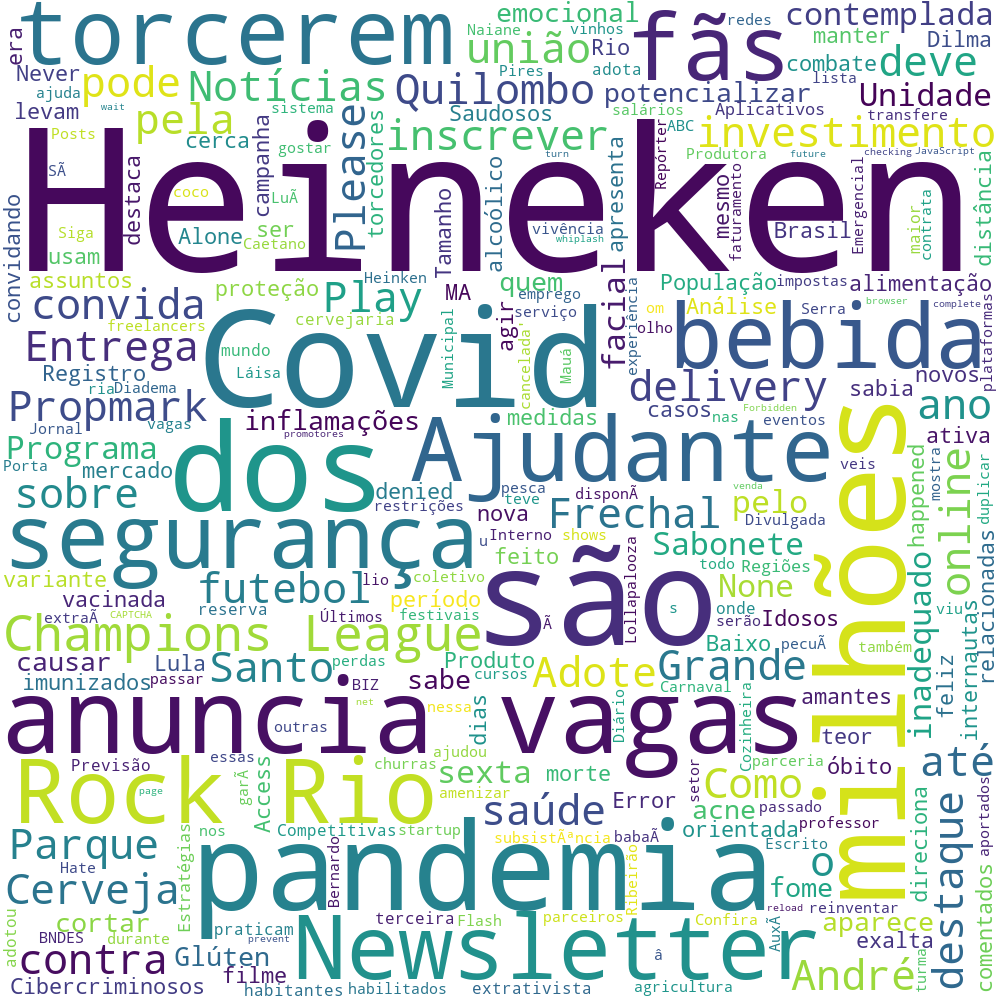 torcerem
emocional
união
Naiane
vinhos
Rio
adota
fãs
redes
contemplada
manter
Dilma
combate
deve
lista
era
Never
ajuda
levam
wait
pode
Notícias
pela
sistema
Quilombo
Pires
Saudosos
potencializar
salários
Aplicativos
Unidade
transfere
Posts
cerca
gostar
campanha
Please
torcedores
inscrever
alcoólico
apresenta
ABC
Repórter
investimento
Produtora
future
checking
JavaScript
SÃ
destaca
coco
LuÃ
turn
Heineken
convidando
Siga
usam
Alone
Caetano
ser
Tamanho
vivência
whiplash
mesmo
faturamento
Brasil
Emergencial
maior
contrata
distância
assuntos
proteção
Heinken
MA
quem
agir
emprego
serviço
facial
experiência
População
impostas
alimentação
convida
freelancers
cervejaria
Play
om
olho
Análise
Serra
browser
complete
plataformas
Entrega
mundo
Láisa
Covid
Municipal
cancelada'
Mauá
bebida
Registro
ria
Diadema
delivery
sabia
novos
Propmark
Jornal
vagas
inflamações
promotores
medidas
casos
nas
Forbidden
eventos
ano
Programa
Porta
mercado
dos
Ajudante
ativa
veis
sobre
denied
restrições
pesca
teve
disponÃ
nova
Interno
u
Frechal
pelo
venda
Divulgada
milhões
online
happened
mostra
duplicar
segurança
feito
shows
Lollapalooza
Sabonete
todo
Regiões
variante
vacinada
futebol
reserva
lio
coletivo
período
festivais
None
inadequado
relacionadas
extraÃ
CAPTCHA
Últimos
são
Ã
s
onde
serão
Idosos
viu
internautas
Champions League
Baixo
pecuÃ
também
causar
imunizados
Lula
passar
Santo
perdas
BIZ
sabe
Produto
cursos
Adote
Grande
Carnaval
feliz
net
nessa
amantes
anuncia vagas
outras
dias
Diário
Cozinheira
teor
óbito
até
Previsão
essas
garÃ
Access
churras
ajudou
amenizar
sexta
morte
setor
parceria
Como
Rock Rio
page
saúde
Error
acne
passado
professor
Parque
Estratégias
nos
Competitivas
startup
subsistÃªncia
babaÃ
orientada
Escrito
o
direciona
destaque
comentados
aportados
Hate
Bernardo
pandemia
Ribeirão
fome
Cerveja
reload
reinventar
adotou
cortar
praticam
terceira
Flash
parceiros
Confira
AuxÃ
aparece
BNDES
durante
prevent
contra
Glúten
filme
Newsletter
â
André
exalta
turma
Cibercriminosos
habitantes
habilitados
extrativista
agricultura